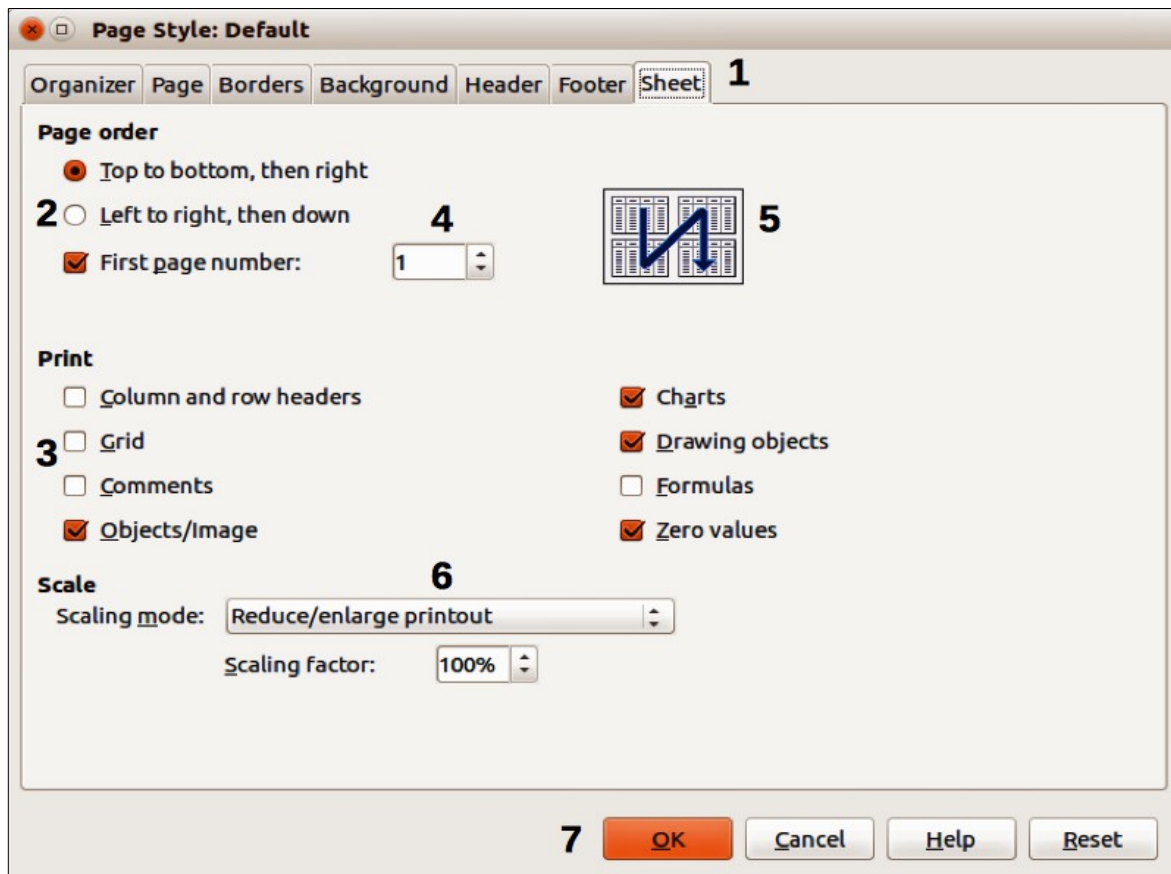 Page Style: Default
Organizer Page Borders Background Header Footer Sheet 1
Page order
Top to bottom, then right
2 Left to right, then down 4 5
First page number: 1
Print
Column and row headers Charts
3 Grid Drawing objects
Comments Formulas
Objects/Image Zero values
6
Scale
Scaling mode: Reduce/enlarge printout
Scaling factor: 100%
7 OK Cancel Help Reset